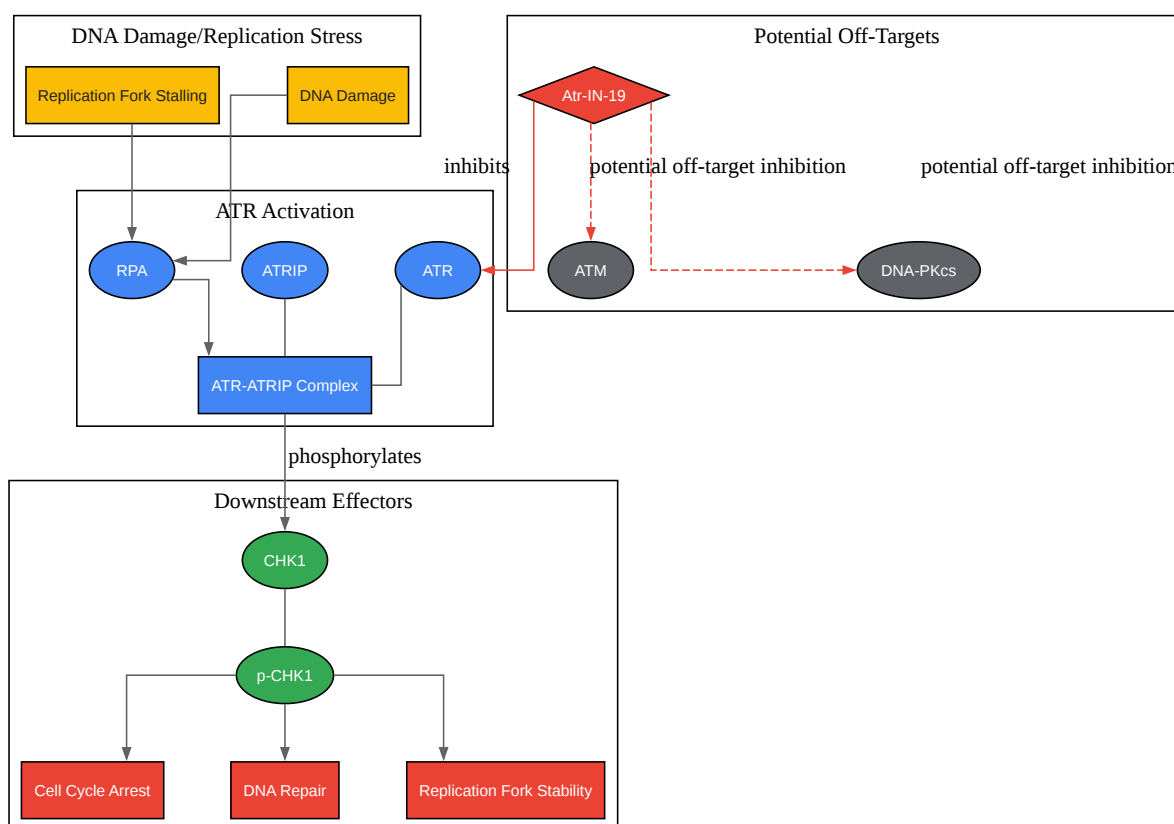 DNA Damage/Replication Stress
Replication Fork Stalling
DNA Damage
Potential Off-Targets
Atr-IN-19
inhibits
potential off-target inhibition
potential off-target inhibition
ATR Activation
RPA
ATRIP
ATR
ATM
DNA-PKcs
ATR-ATRIP Complex
phosphorylates
Downstream Effectors
CHK1
p-CHK1
Cell Cycle Arrest
DNA Repair
Replication Fork Stability